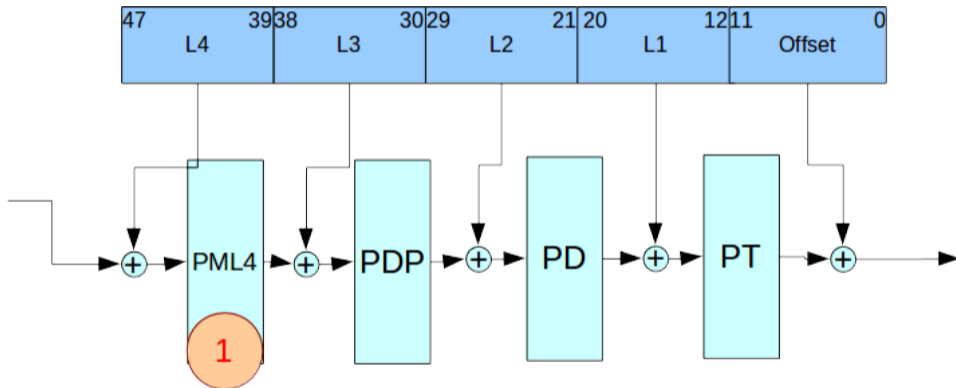 47 39 38 30 29 21 20 12 11 0
L4 L3 L2 L1 Offset
PML4 PDP PD PT
1